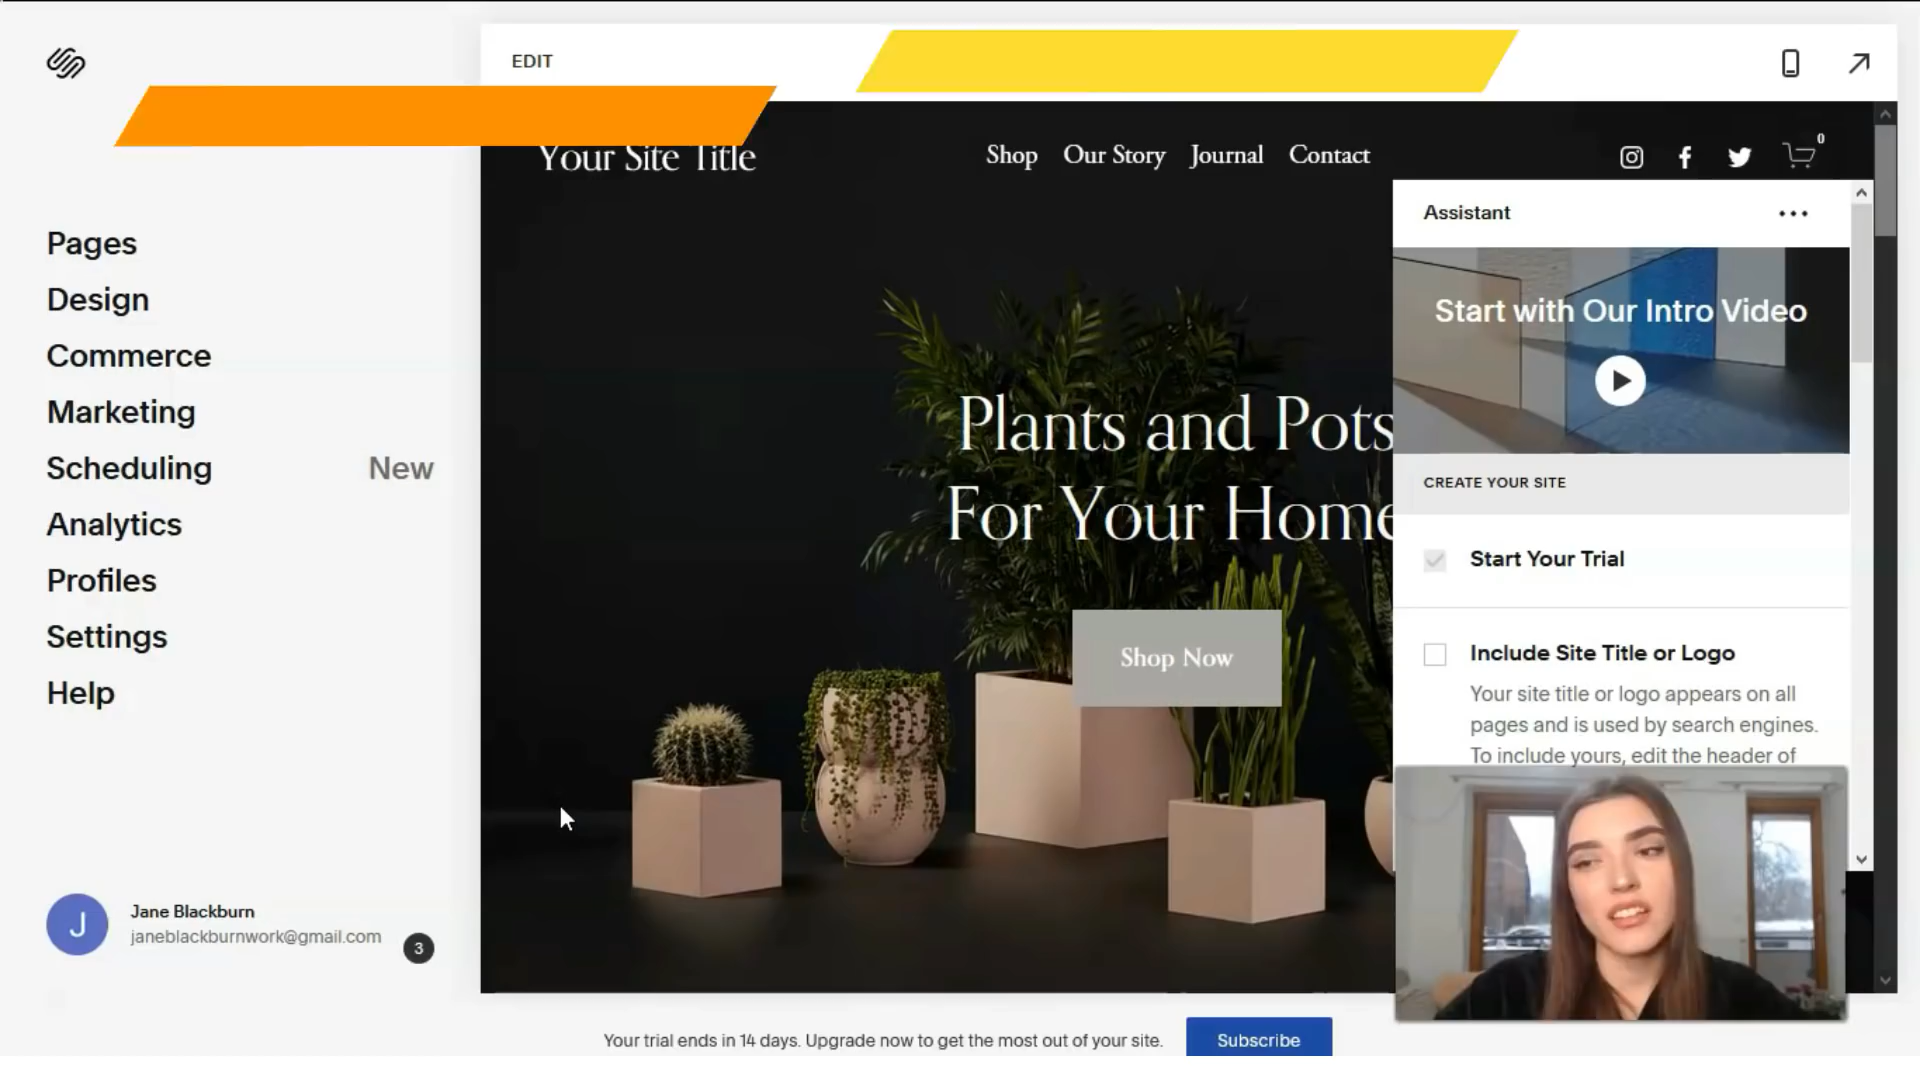 EDIT
Your Site Title
Shop Our Story Journal Contact
0
Pages
Design
Commerce
Marketing
Scheduling New
Analytics
Profiles
Settings
Help
Plants and Pots
For Your Home
Shop Now
Assistant
Start with Our Intro Video
CREATE YOUR SITE
Start Your Trial
Include Site Title or Logo
Your site title or logo appears on all
pages and is used by search engines.
To include yours, edit the header of
J
Jane Blackburn
janeblackburnwork@gmail.com
3
Your trial ends in 14 days. Upgrade now to get the most out of your site.
Subscribe